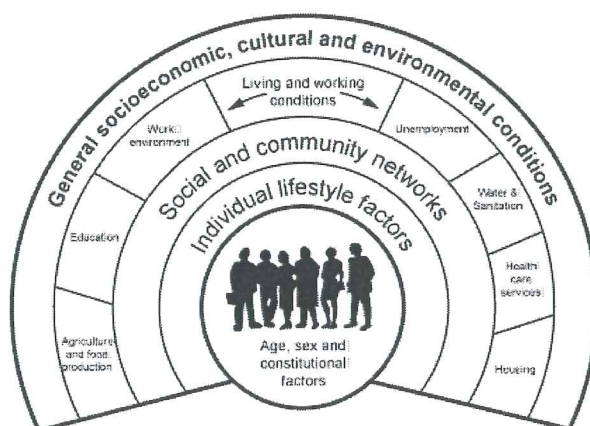 General socioeconomic, cultural and environmental conditions
Living and working
conditions
Work
environment
Unemployment
Education
Water &
Sanitation
Agriculture
and food
production
Health
care
services
Housing
Social and community networks
Individual lifestyle factors
Age, sex and
constitutional
factors